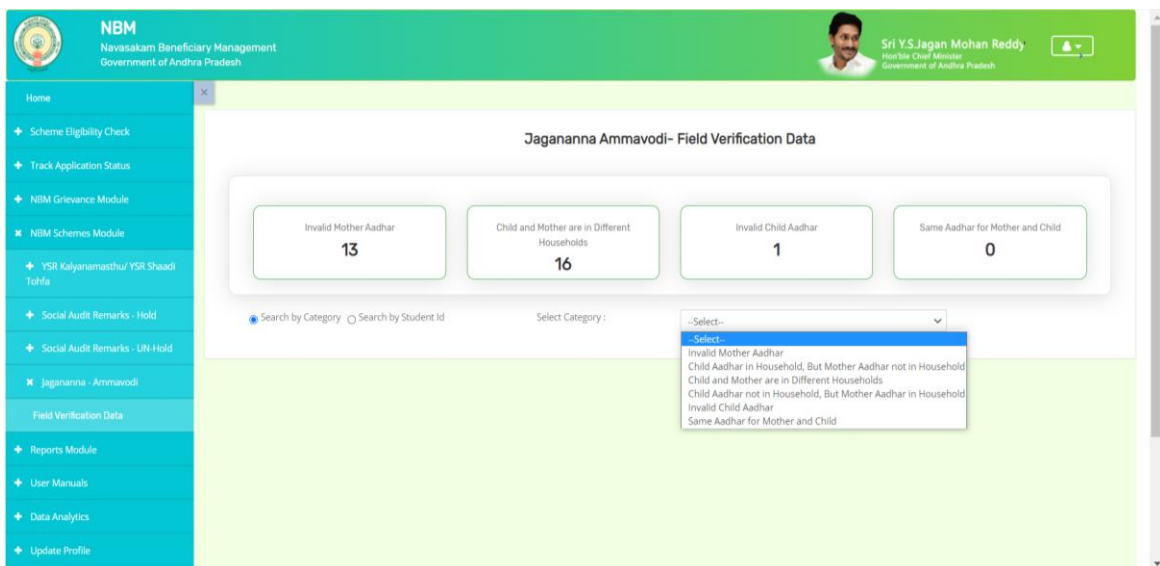 NBM
Navasakam Beneficiary Management
Government of Andhra Pradesh
Sri Y.S.Jagan Mohan Reddy
Hon'ble Chief Minister
Government of Andhra Pradesh
Home
Scheme Eligibility Check
Track Application Status
NBM Grievance Module
NBM Schemes Module
YSR Kalyanamasthu/ YSR Shaadi
Tohfa
Social Audit Remarks - Hold
Social Audit Remarks - UN-Hold
Jagananna - Ammavodi
Field Verification Data
Reports Module
User Manuals
Data Analytics
Update Profile
Jagananna Ammavodi- Field Verification Data
Invalid Mother Aadhar
13
Child and Mother are in Different
Households
16
Invalid Child Aadhar
1
Same Aadhar for Mother and Child
0
Search by Category Search by Student Id
Select Category :
--Select--
--Select--
Invalid Mother Aadhar
Child Aadhar in Household, But Mother Aadhar not in Household
Child and Mother are in Different Households
Child Aadhar not in Household, But Mother Aadhar in Household
Invalid Child Aadhar
Same Aadhar for Mother and Child